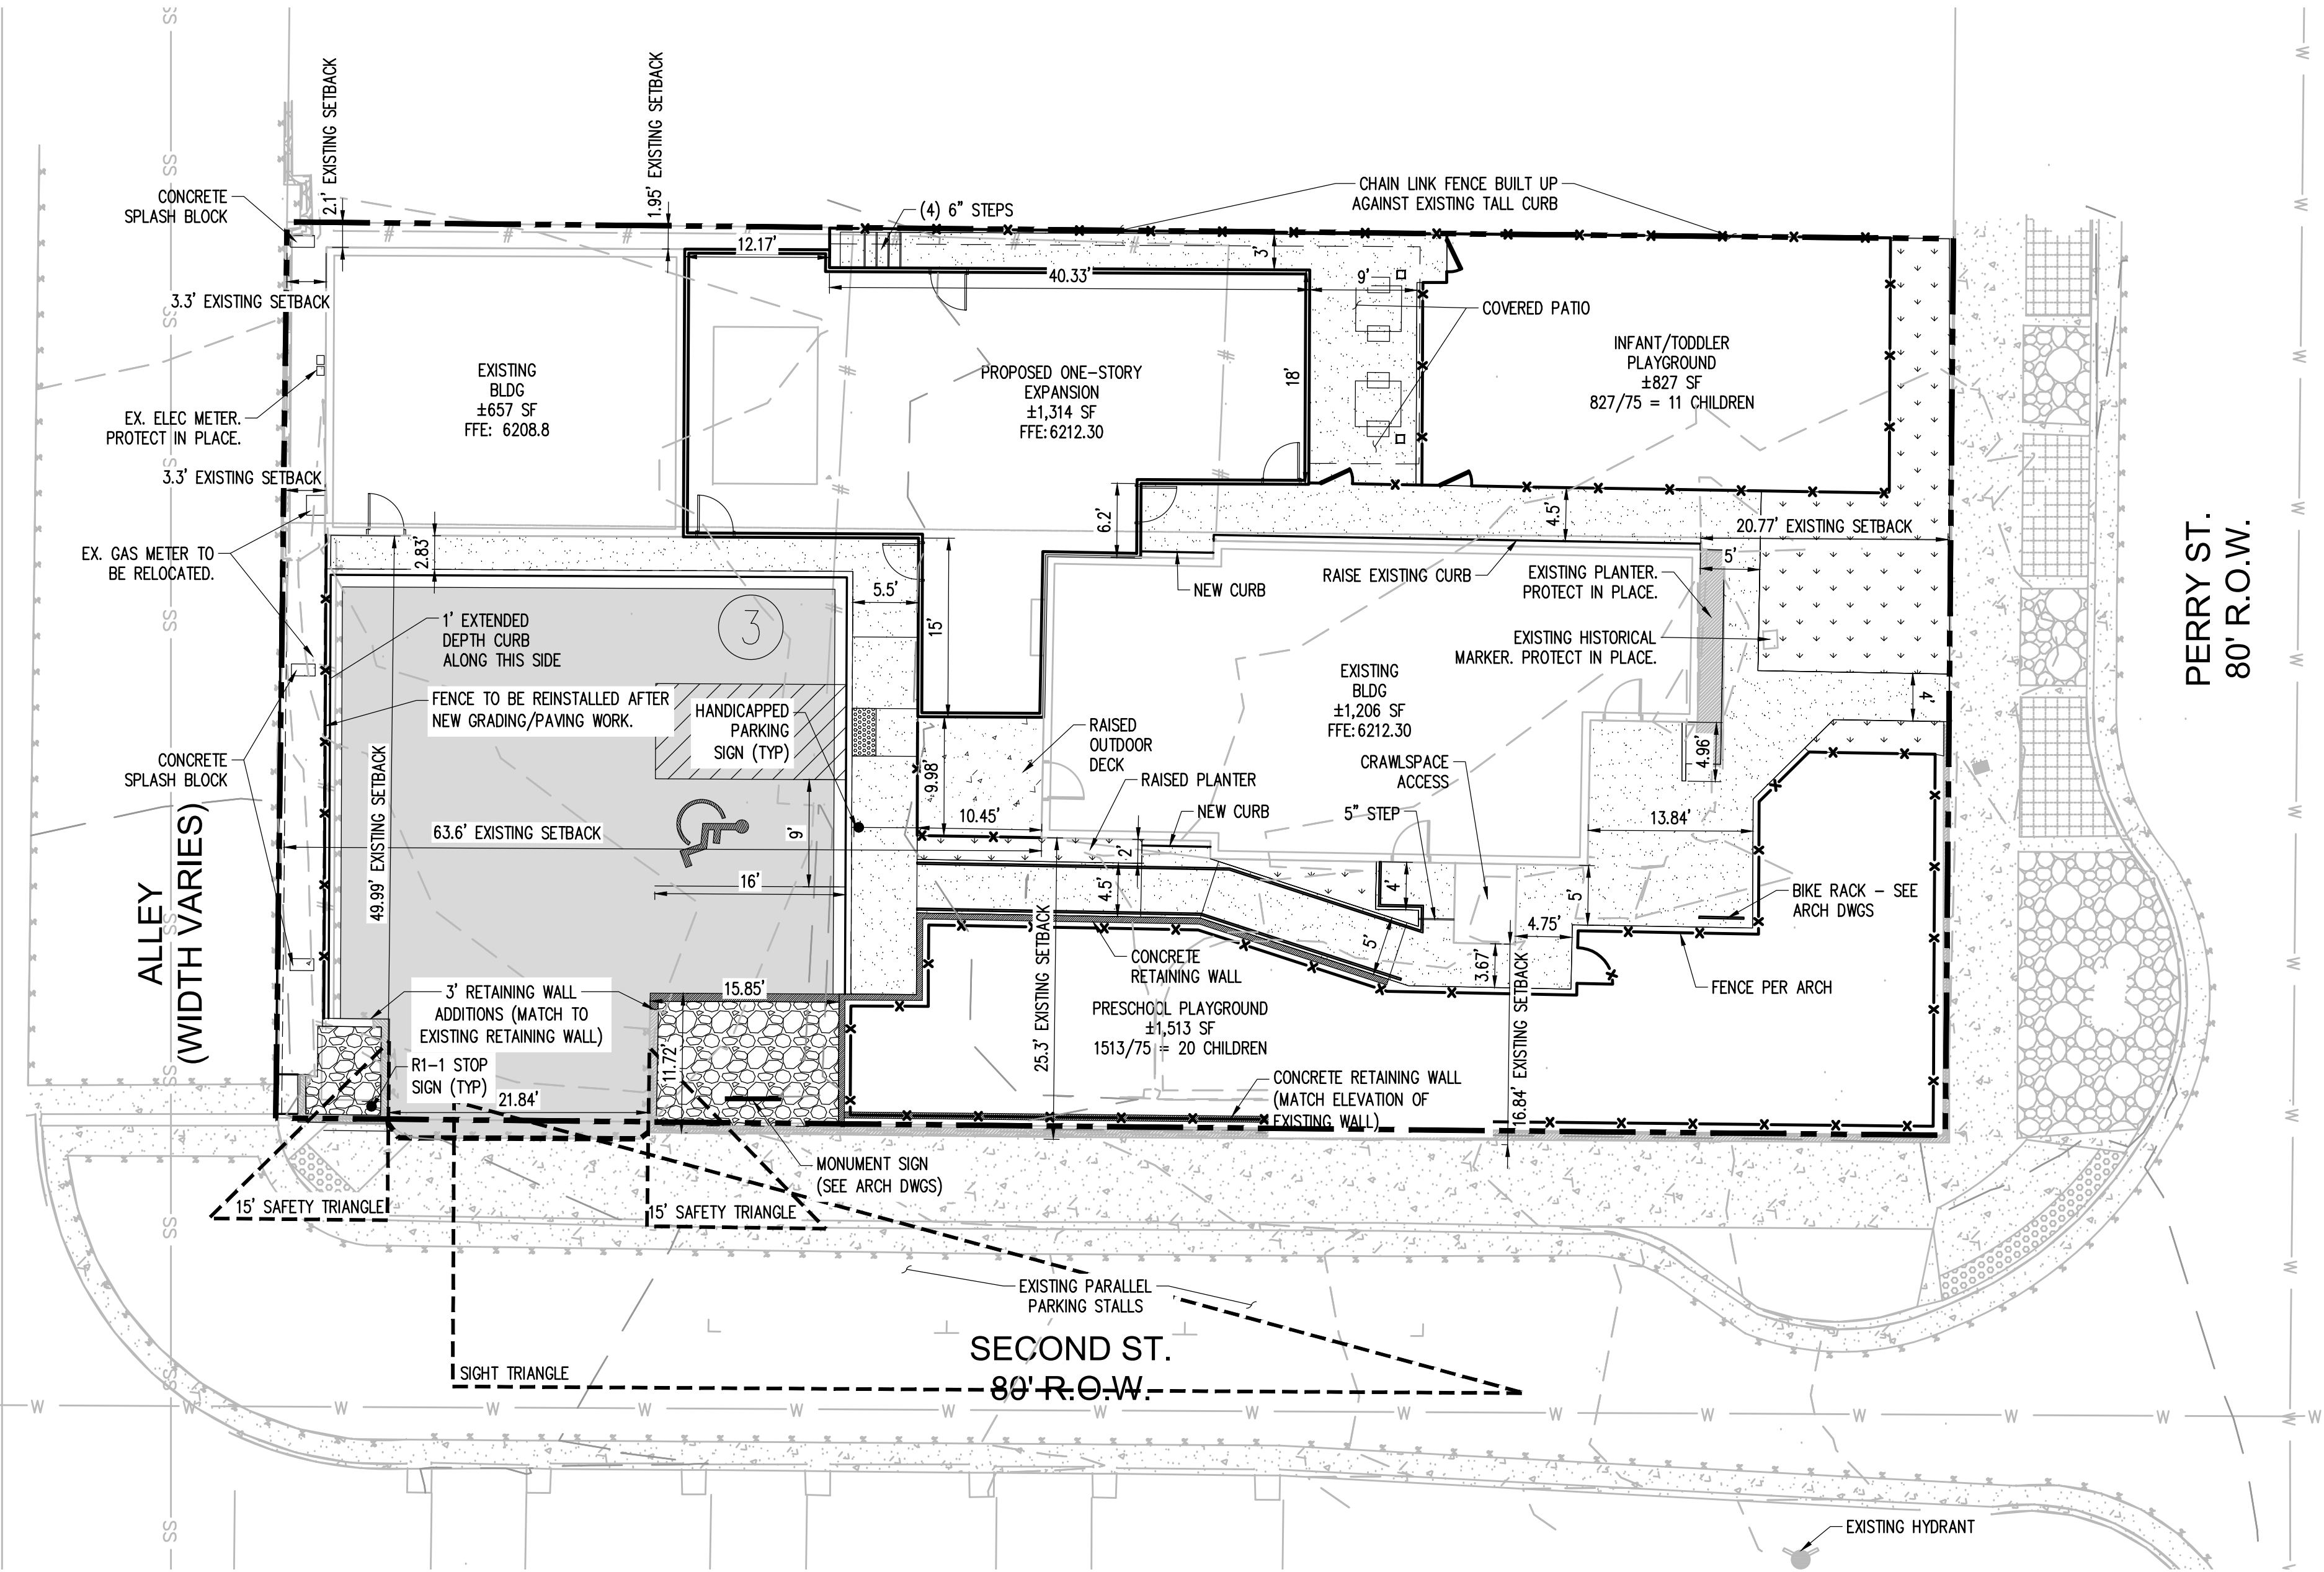 2.1' EXISTING SETBACK
1.95' EXISTING SETBACK
CONCRETE
SPLASH BLOCK
(4) 6" STEPS
CHAIN LINK FENCE BUILT UP
AGAINST EXISTING TALL CURB
12.17'
40.33'
3'
9'
3.3' EXISTING SETBACK
COVERED PATIO
EXISTING
BLDG
±657 SF
FFE: 6208.8
PROPOSED ONE-STORY
EXPANSION
±1,314 SF
FFE:6212.30
18'
INFANT/TODDLER
PLAYGROUND
±827 SF
827/75 = 11 CHILDREN
EX. ELEC METER.
PROTECT IN PLACE.
3.3' EXISTING SETBACK
6.2'
4.5'
20.77' EXISTING SETBACK
EX. GAS METER TO
BE RELOCATED.
2.83'
5.5'
15'
NEW CURB
RAISE EXISTING CURB
5'
EXISTING PLANTER.
PROTECT IN PLACE.
PERRY ST.
80' R.O.W.
1' EXTENDED
DEPTH CURB
ALONG THIS SIDE
3
EXISTING HISTORICAL
MARKER. PROTECT IN PLACE.
FENCE TO BE REINSTALLED AFTER
NEW GRADING/PAVING WORK.
HANDICAPPED
PARKING
SIGN (TYP)
EXISTING
BLDG
±1,206 SF
FFE:6212.30
4'
RAISED
OUTDOOR
DECK
CONCRETE
SPLASH BLOCK
49.99' EXISTING SETBACK
9.98'
RAISED PLANTER
CRAWLSPACE
ACCESS
4.96'
63.6' EXISTING SETBACK
9'
10.45'
NEW CURB
5" STEP
13.84'
2'
16'
4.5'
4'
5'
BIKE RACK - SEE
ARCH DWGS
ALLEY
(WIDTH VARIES)
25.3' EXISTING SETBACK
5'
4.75'
3.67'
CONCRETE
RETAINING WALL
FENCE PER ARCH
3' RETAINING WALL
ADDITIONS (MATCH TO
EXISTING RETAINING WALL)
15.85'
11.72'
PRESCHOOL PLAYGROUND
±1,513 SF
1513/75 = 20 CHILDREN
16.84' EXISTING SETBACK
R1-1 STOP
SIGN (TYP)
21.84'
CONCRETE RETAINING WALL
(MATCH ELEVATION OF
EXISTING WALL)
MONUMENT SIGN
(SEE ARCH DWGS)
15' SAFETY TRIANGLE
15' SAFETY TRIANGLE
EXISTING PARALLEL
PARKING STALLS
SECOND ST.
80' R.O.W.
SIGHT TRIANGLE
EXISTING HYDRANT